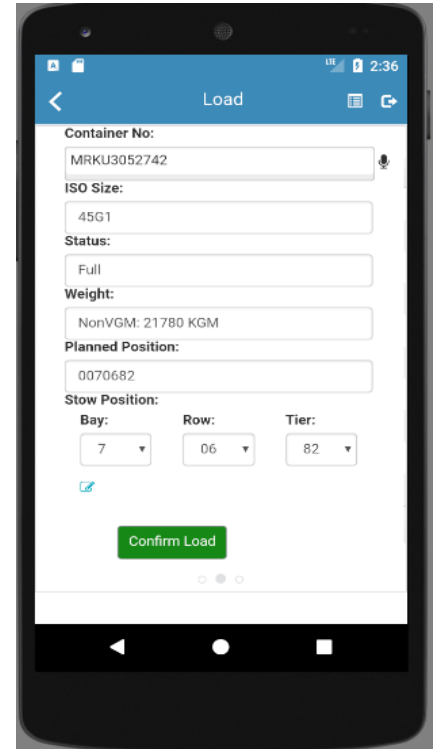 LTE 2:36
Load
Container No:
MRKU3052742
ISO Size:
45G1
Status:
Full
Weight:
NonVGM: 21780 KGM
Planned Position:
0070682
Stow Position:
Bay: Row: Tier:
7 06 82
Confirm Load